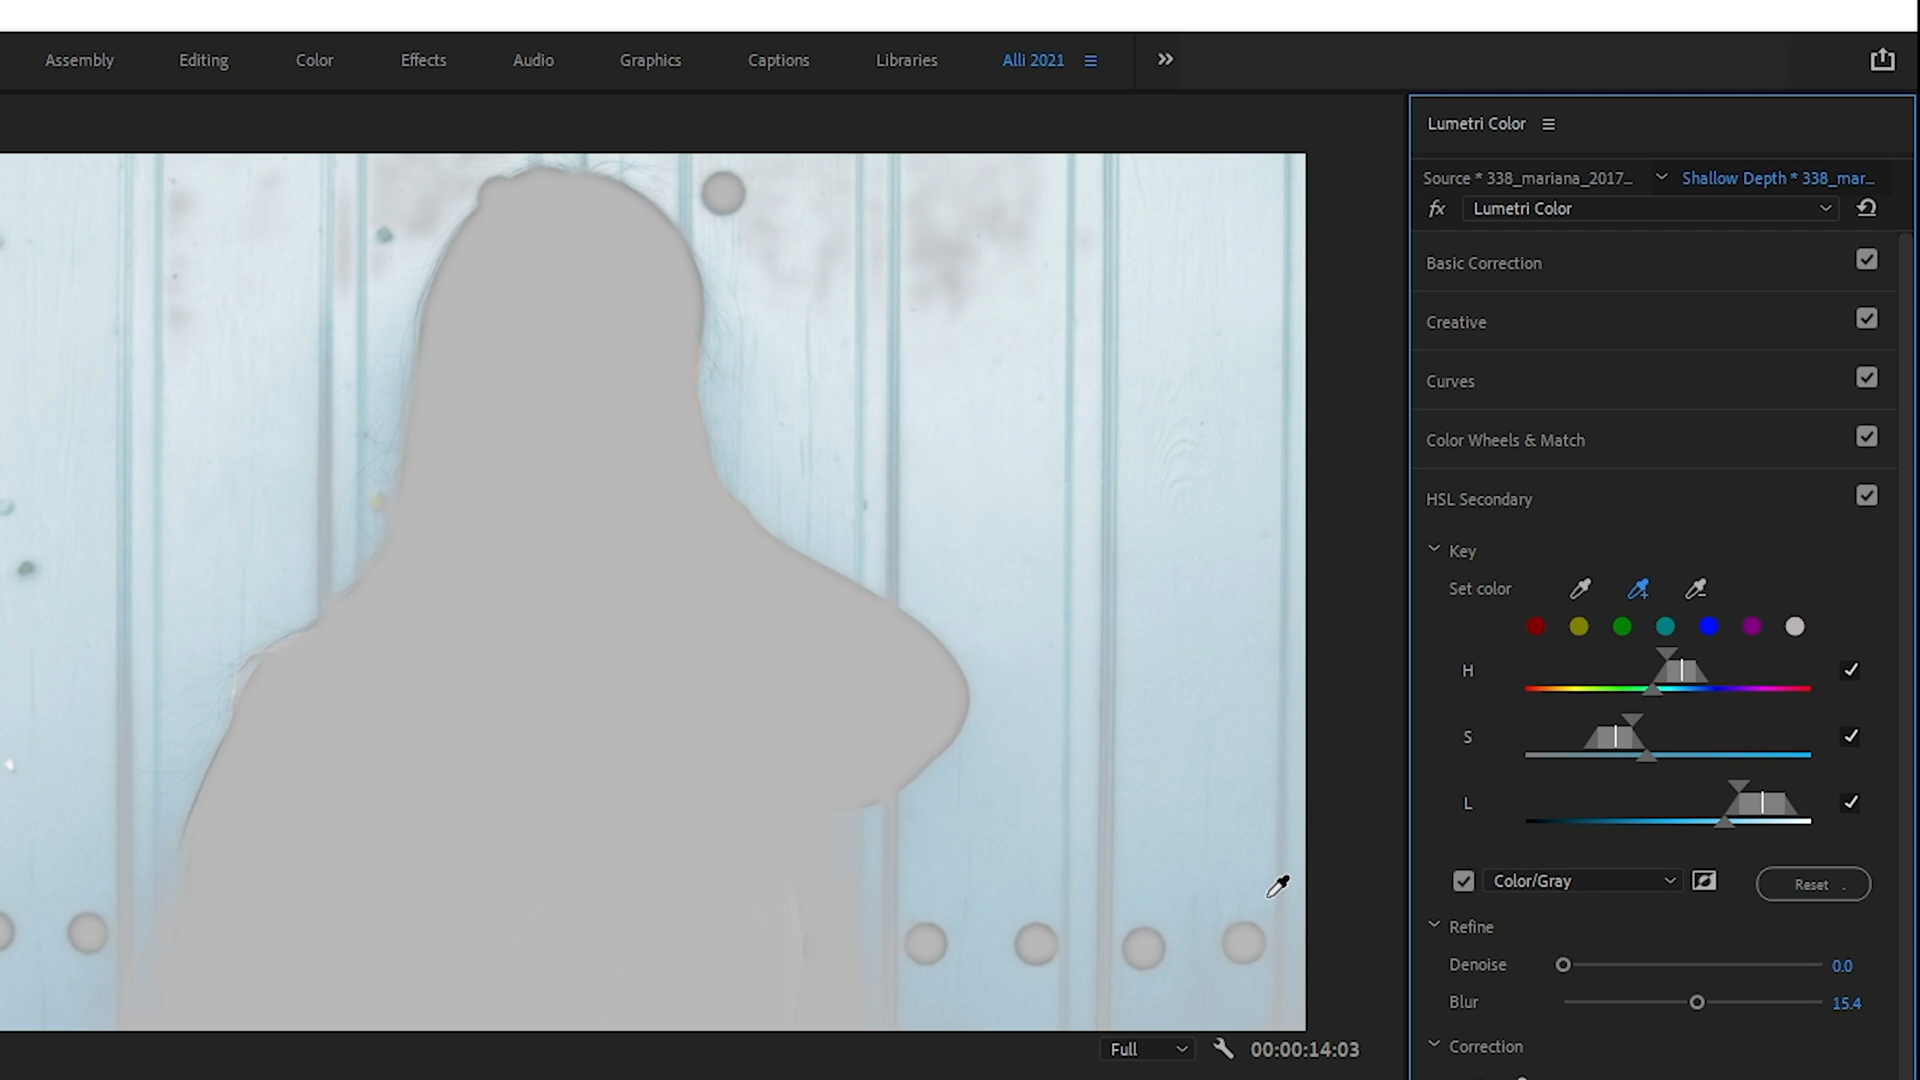 Assembly Editing Color Effects Audio Graphics Captions Libraries Alli 2021
Lumetri Color
Source * 338_mariana_2017... Shallow Depth * 338_mar...
fx Lumetri Color
Basic Correction
Creative
Curves
Color Wheels & Match
HSL Secondary
Key
Set color
H
S
L
Color/Gray Reset
Refine
Denoise 0.0
Blur 15.4
Correction
Full 00:00:14:03